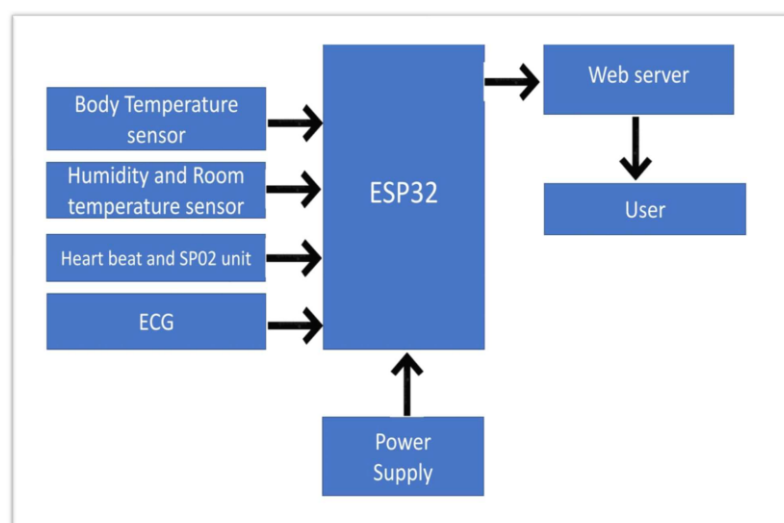 Body Temperature
sensor
Humidity and Room
temperature sensor
Heart beat and SP02 unit
ECG
ESP32
Web server
User
Power
Supply